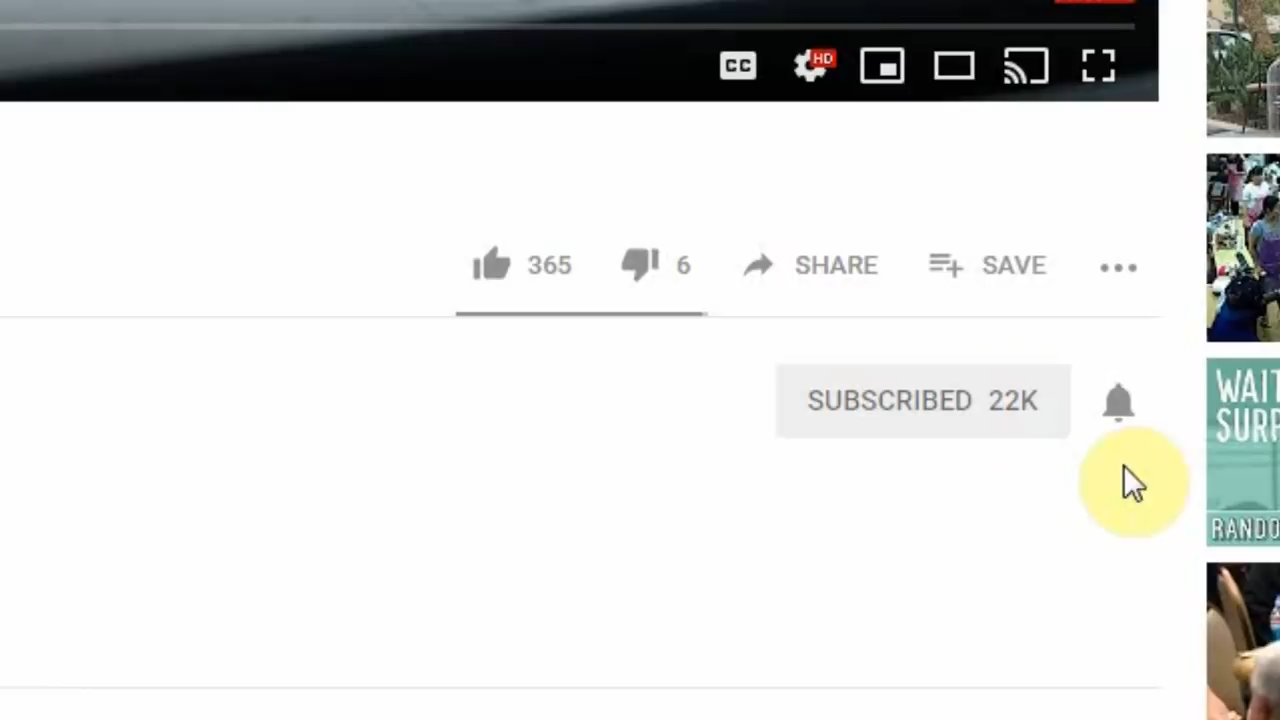 CC HD
365 6 SHARE SAVE
SUBSCRIBED 22K
WAIT
SURP
RANDO